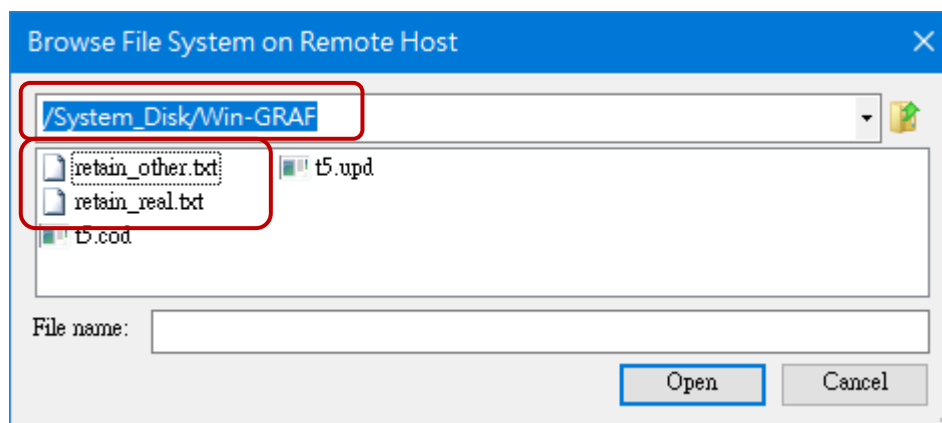 Browse File System on Remote Host
/System_Disk/Win-GRAF
retain_other.txt t5.upd
retain_real.txt
t5.cod
File name:
Open Cancel